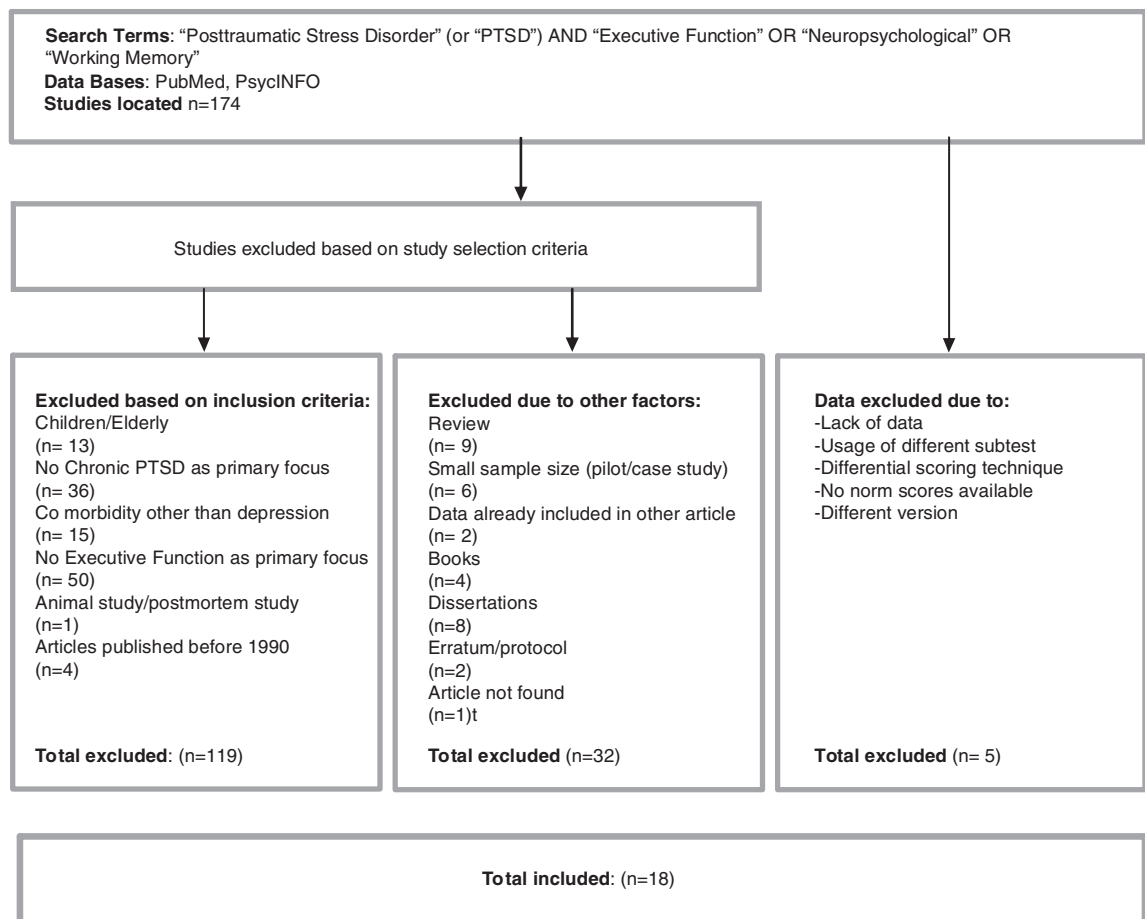 Search Terms: “Posttraumatic Stress Disorder” (or “PTSD”) AND “Executive Function” OR “Neuropsychological” OR
“Working Memory”
Data Bases: PubMed, PsycINFO
Studies located n=174
Studies excluded based on study selection criteria
Excluded based on inclusion criteria:
Children/Elderly
(n= 13)
No Chronic PTSD as primary focus
(n= 36)
Co morbidity other than depression
(n= 15)
No Executive Function as primary focus
(n= 50)
Animal study/postmortem study
(n=1)
Articles published before 1990
(n=4)
Total excluded: (n=119)
Excluded due to other factors:
Review
(n= 9)
Small sample size (pilot/case study)
(n= 6)
Data already included in other article
(n= 2)
Books
(n=4)
Dissertations
(n=8)
Erratum/protocol
(n=2)
Article not found
(n=1)t
Total excluded (n=32)
Data excluded due to:
-Lack of data
-Usage of different subtest
-Differential scoring technique
-No norm scores available
-Different version
Total excluded (n= 5)
Total included: (n=18)